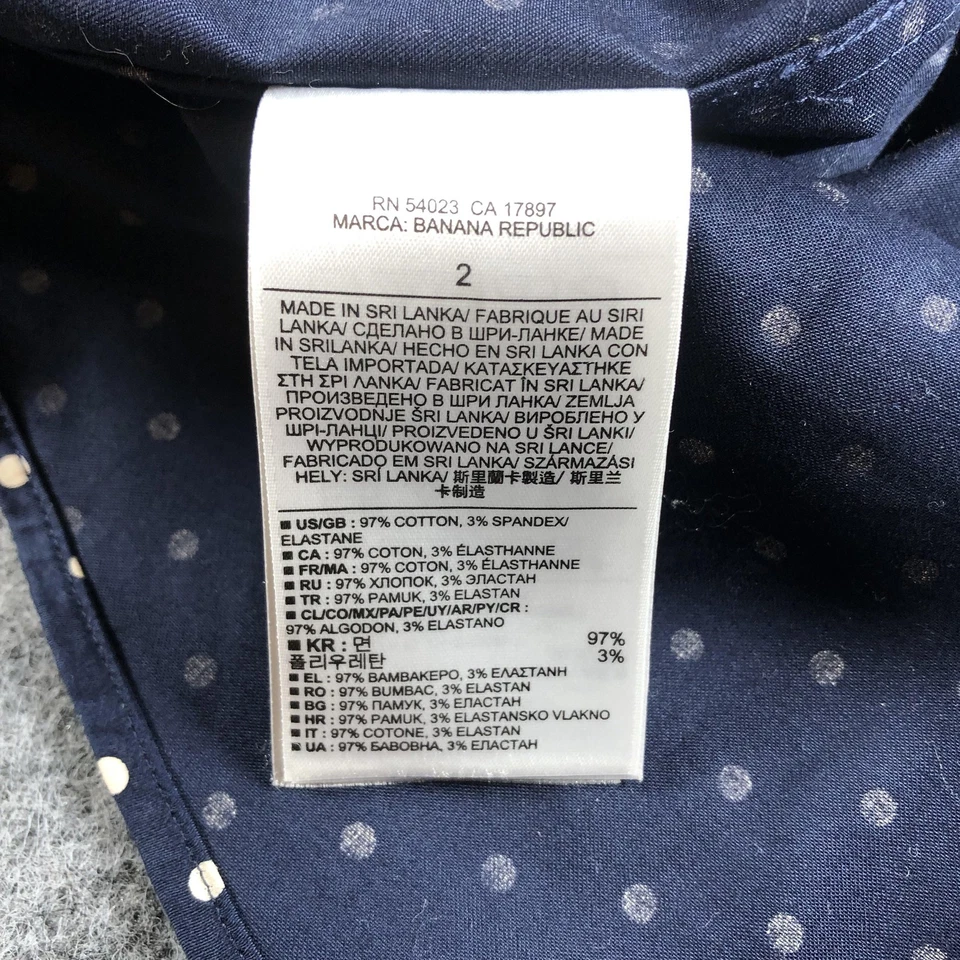 RN 54023 CA 17897
MARCA: BANANA REPUBLIC
2
MADE IN SRI LANKA/ FABRIQUE AU SIRI
LANKA/ СДЕЛАНО В ШРИ-ЛАНКЕ/ MADE
IN SRILANKA/ HECHO EN SRI LANKA CON
TELA IMPORTADA/ ΚΑΤΑΣΚΕΥΑΣΤΗΚΕ
ΣΤΗ ΣΡΙ ΛΑΝΚΑ/ FABRICAT ÎN SRI LANKA/
ПРОИЗВЕДЕНО В ШРИ ЛАНКА/ ZEMLJA
PROIZVODNJE ŠRI LANKA/ ВИРОБЛЕНО У
ШРІ-ЛАНЦІ/ PROIZVEDENO U ŠRI LANKI/
WYPRODUKOWANO NA SRI LANCE/
FABRICADO EM SRI LANKA/ SZÁRMAZÁSI
HELY: SRÍ LANKA/ 斯里蘭卡製造/ 斯里兰
卡制造
■ US/GB : 97% COTTON, 3% SPANDEX/
ELASTANE
■ CA : 97% COTON, 3% ÉLASTHANNE
■ FR/MA : 97% COTON, 3% ÉLASTHANNE
■ RU : 97% ХЛОПОК, 3% ЭЛАСТАН
■ TR : 97% PAMUK, 3% ELASTAN
■ CL/CO/MX/PA/PE/UY/AR/PY/CR :
97% ALGODON, 3% ELASTANO
■ KR : 면 97%
폴리우레탄 3%
■ EL : 97% ΒΑΜΒΑΚΕΡΟ, 3% ΕΛΑΣΤΑΝΗ
■ RO : 97% BUMBAC, 3% ELASTAN
■ BG : 97% ПАМУК, 3% ЕЛАСТАН
■ HR : 97% PAMUK, 3% ELASTANSKO VLAKNO
■ IT : 97% COTONE, 3% ELASTAN
■ UA : 97% БАВОВНА, 3% ЕЛАСТАН